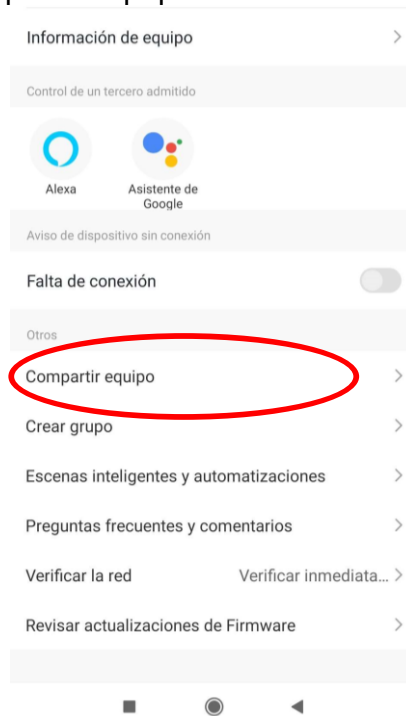 Información de equipo
Control de un tercero admitido
Alexa
Asistente de
Google
Aviso de dispositivo sin conexión
Falta de conexión
Otros
Compartir equipo
Crear grupo
Escenas inteligentes y automatizaciones
Preguntas frecuentes y comentarios
Verificar la red Verificar inmediata...
Revisar actualizaciones de Firmware